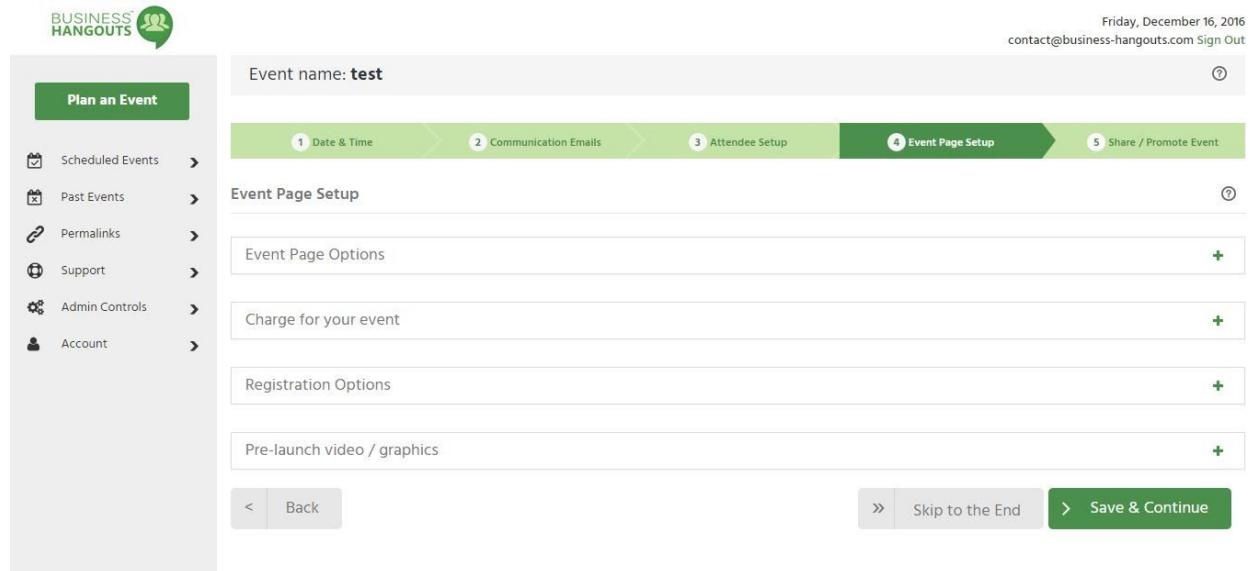 BUSINESS™
HANGOUTS
Friday, December 16, 2016
contact@business-hangouts.com Sign Out
Plan an Event
Scheduled Events
Past Events
Permalinks
Support
Admin Controls
Account
Event name: test
1 Date & Time
2 Communication Emails
3 Attendee Setup
4 Event Page Setup
5 Share / Promote Event
Event Page Setup
Event Page Options
Charge for your event
Registration Options
Pre-launch video / graphics
< Back
» Skip to the End
> Save & Continue